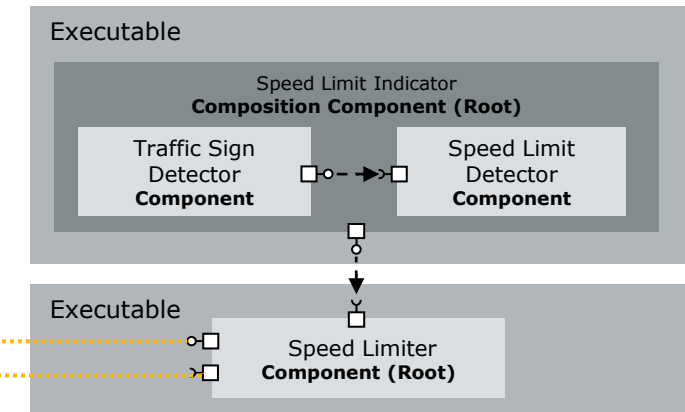 Executable
Speed Limit Indicator
Composition Component (Root)
Traffic Sign
Detector
Component
Speed Limit
Detector
Component
Executable
Speed Limiter
Component (Root)